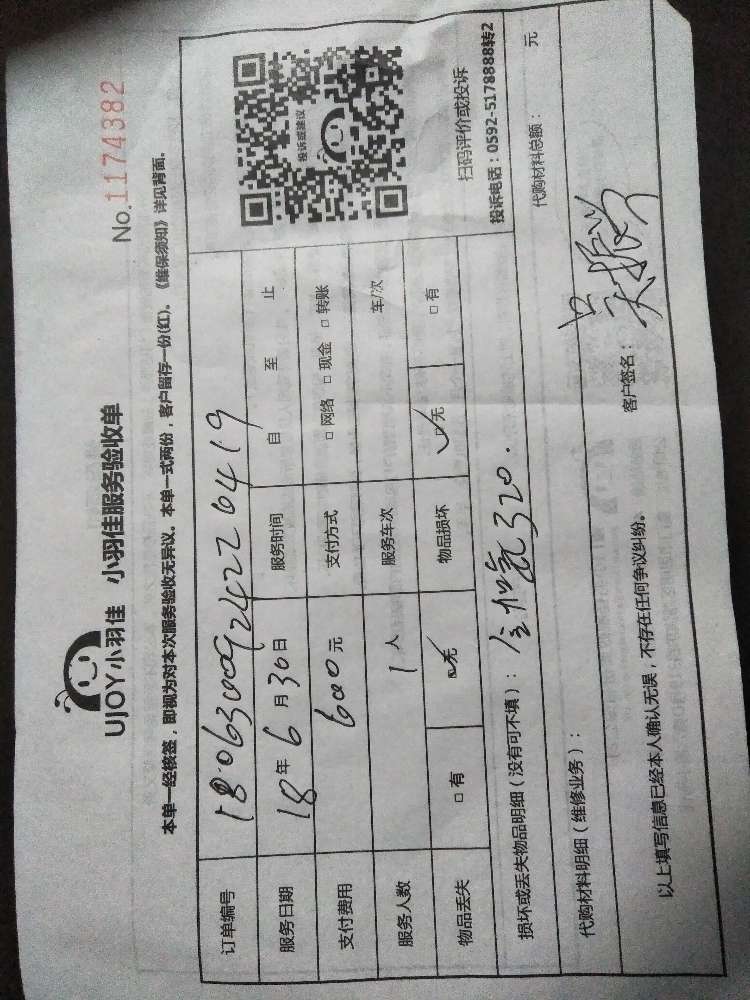 UJOY小羽佳 小羽佳服务验收单
No.1174382
本单一经核签，即视为对本次服务验收无异议。本单一式两份，客户留存一份(红)。《维保须知》详见背面。
订单编号 180630092422 0419
服务日期 18年6月30日 服务时间 自 至 止
支付费用 600元 支付方式 □网络 □现金 □转账
服务人数 1人 服务车次 车/次
物品丢失 □有 □无 物品损坏 □无 □有
投诉或建议
扫码评价或投诉
投诉电话：0592-5178888转2
损坏或丢失物品明细（没有可不填）： 320.
代购材料明细（维修业务）： 代购材料总额： 元
以上填写信息已经本人确认无误，不存在任何争议纠纷。 客户签名：